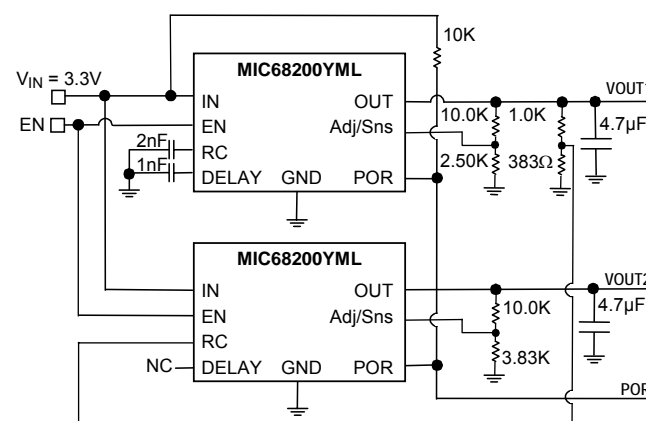 10K
MIC68200YML
VIN = 3.3V
VOUT1
IN
OUT
10.0K
1.0K
EN
EN
Adj/Sns
4.7µF
2nF
RC
2.50K
383Ω
1nF
DELAY
GND
POR
MIC68200YML
VOUT2
IN
OUT
10.0K
4.7µF
EN
Adj/Sns
RC
3.83K
NC
DELAY
GND
POR
POR